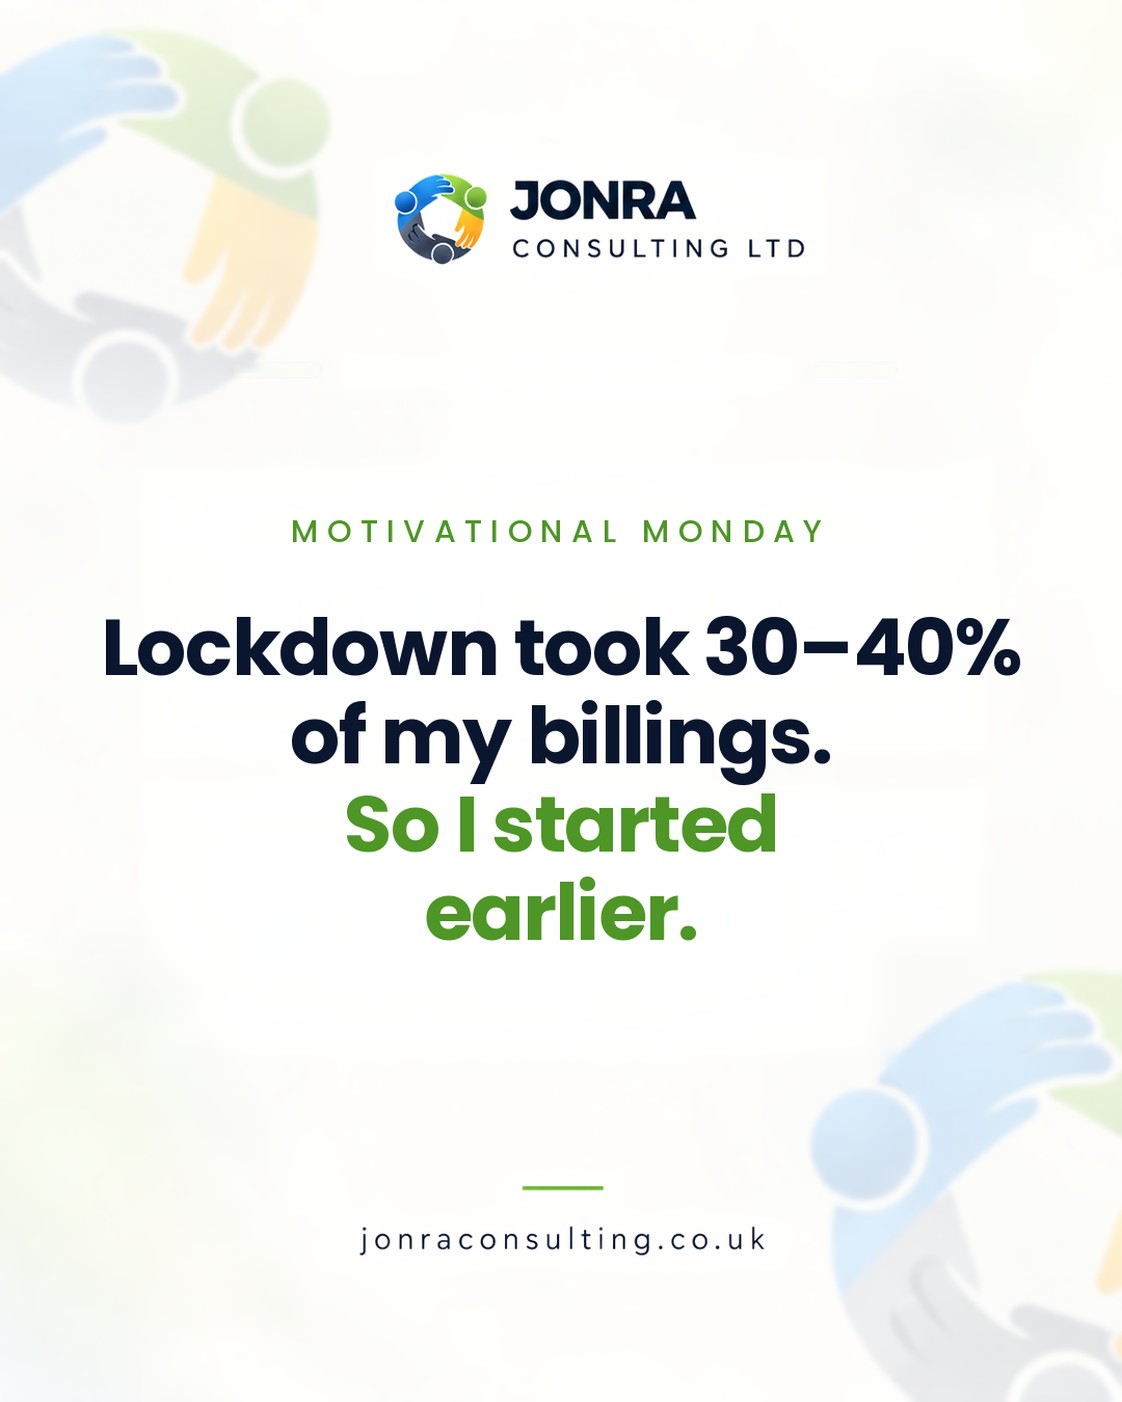 JONRA
CONSULTING LTD
MOTIVATIONAL MONDAY
Lockdown took 30–40%
of my billings.
So I started
earlier.
jonraconsulting.co.uk